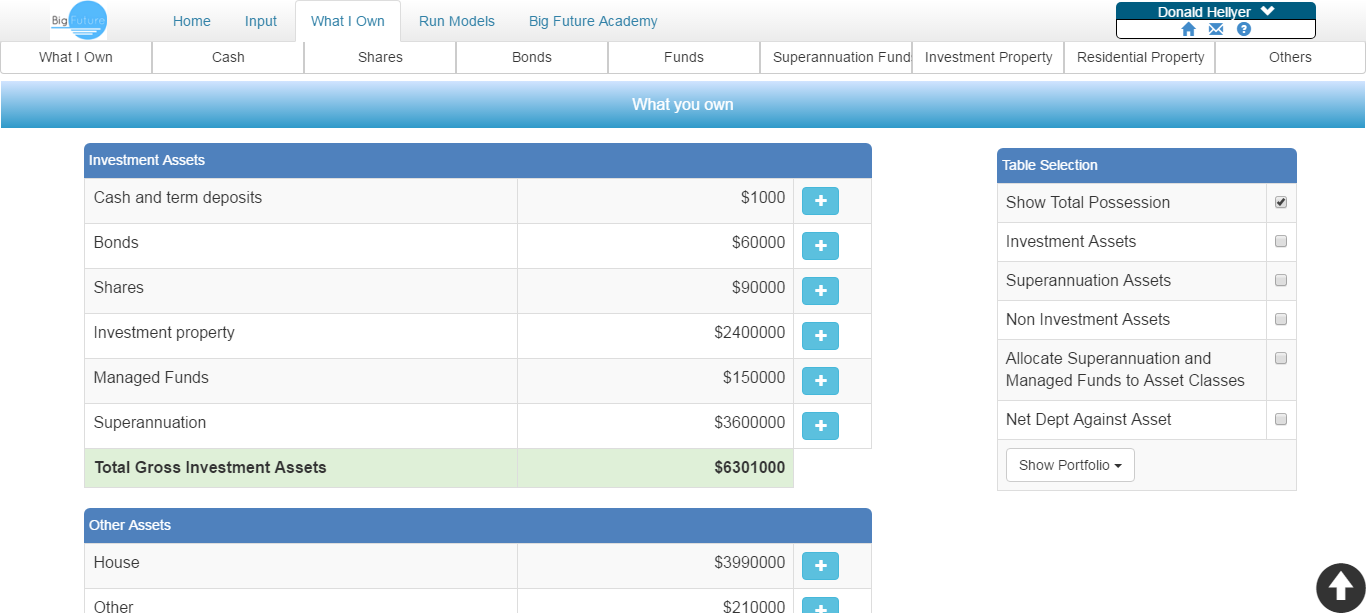 BigFuture
Home Input What I Own Run Models Big Future Academy
Donald Hellyer
What I Own Cash Shares Bonds Funds Superannuation Fund Investment Property Residential Property Others
What you own
Investment Assets
Cash and term deposits $1000
Bonds $60000
Shares $90000
Investment property $2400000
Managed Funds $150000
Superannuation $3600000
Total Gross Investment Assets $6301000
Other Assets
House $3990000
Other $210000
Table Selection
Show Total Possession
Investment Assets
Superannuation Assets
Non Investment Assets
Allocate Superannuation and
Managed Funds to Asset Classes
Net Dept Against Asset
Show Portfolio